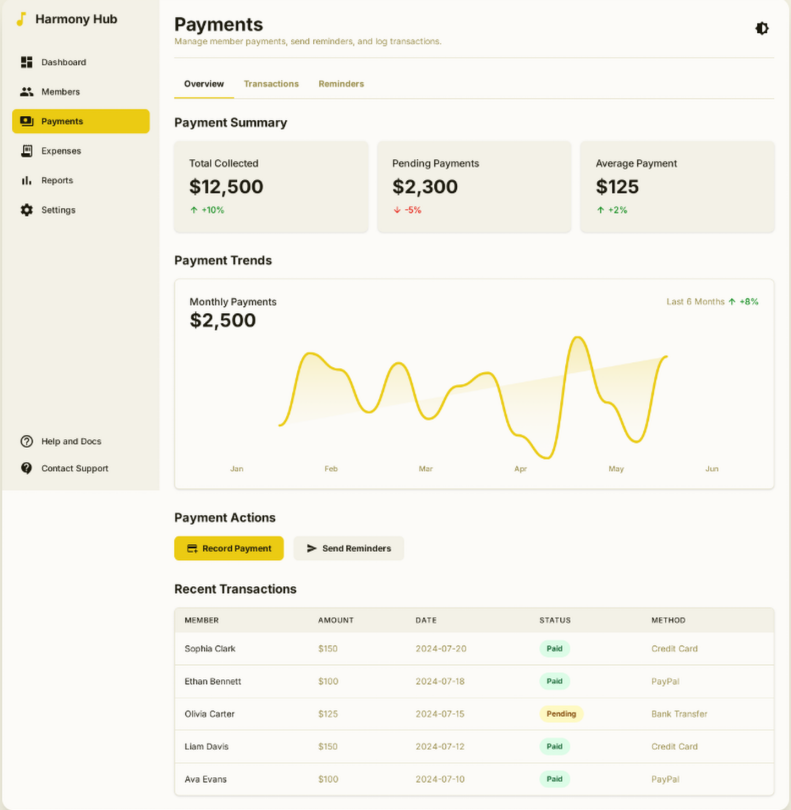 Harmony Hub
Dashboard
Members
Payments
Expenses
Reports
Settings
Help and Docs
Contact Support
Payments
Manage member payments, send reminders, and log transactions.
Overview Transactions Reminders
Payment Summary
Total Collected
$12,500
↑ +10%
Pending Payments
$2,300
↓ -5%
Average Payment
$125
↑ +2%
Payment Trends
Monthly Payments
$2,500
Last 6 Months ↑ +8%
Jan Feb Mar Apr May Jun
Payment Actions
Record Payment Send Reminders
Recent Transactions
MEMBER AMOUNT DATE STATUS METHOD
Sophia Clark $150 2024-07-20 Paid Credit Card
Ethan Bennett $100 2024-07-18 Paid PayPal
Olivia Carter $125 2024-07-15 Pending Bank Transfer
Liam Davis $150 2024-07-12 Paid Credit Card
Ava Evans $100 2024-07-10 Paid PayPal